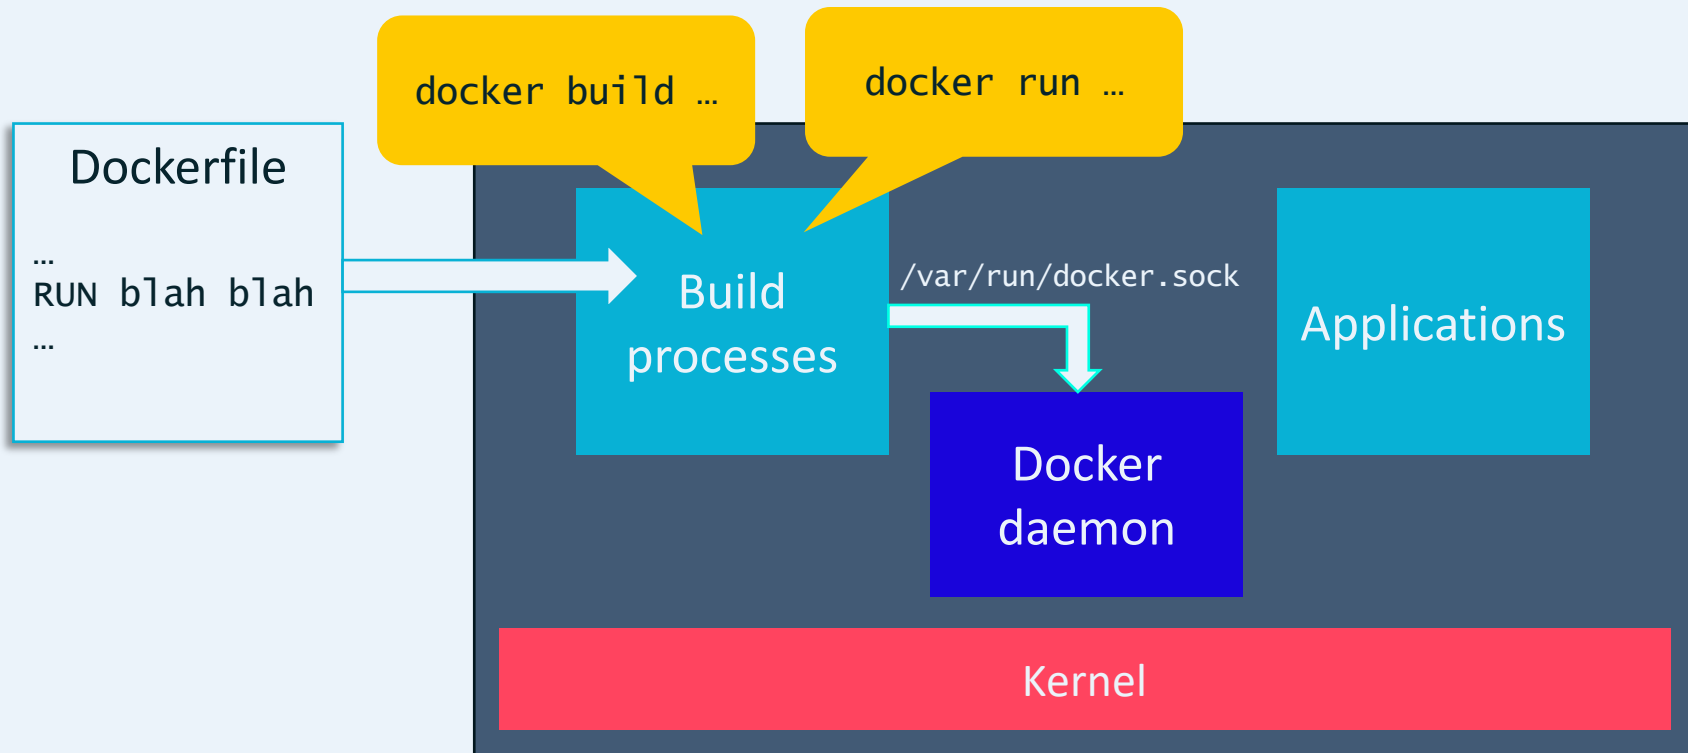 docker build …
docker run …
Dockerfile
…
RUN blah blah
…
Build
processes
/var/run/docker.sock
Applications
Docker
daemon
Kernel